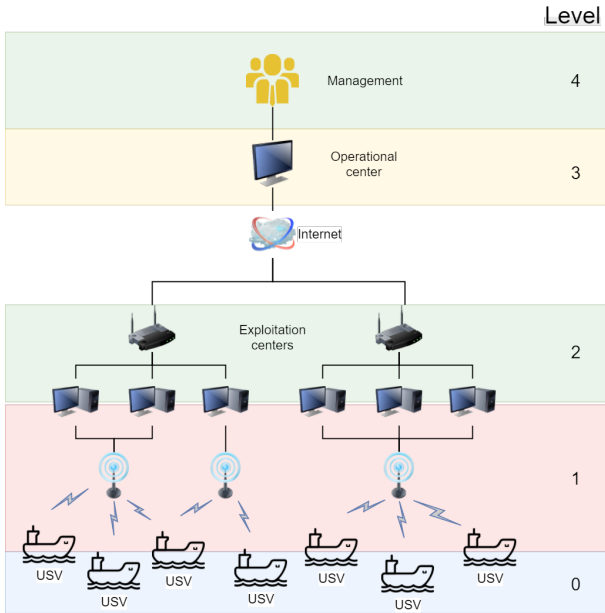 Level
Management
4
Operational
center
3
Internet
Exploitation
centers
2
1
USV
USV
USV
USV
USV
USV
USV
0